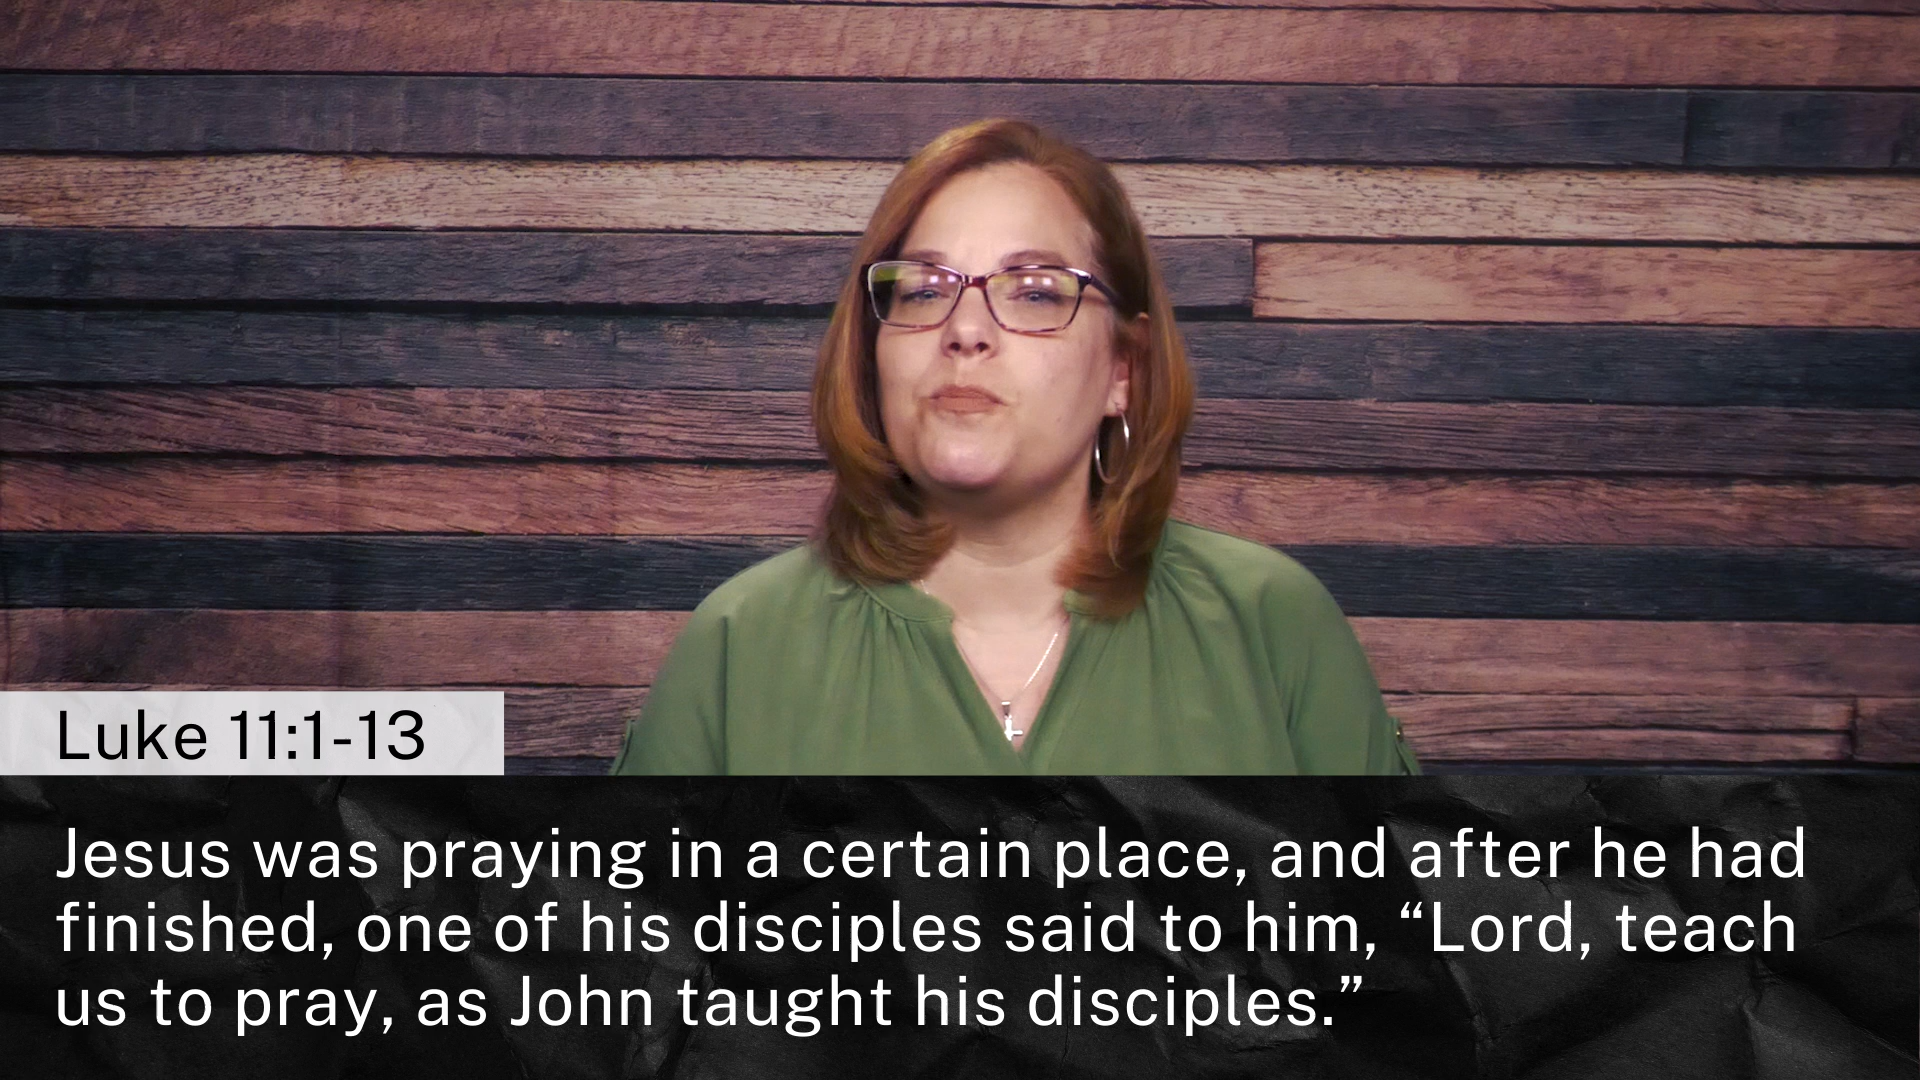 Luke 11:1-13
Jesus was praying in a certain place, and after he had
finished, one of his disciples said to him, “Lord, teach
us to pray, as John taught his disciples.”